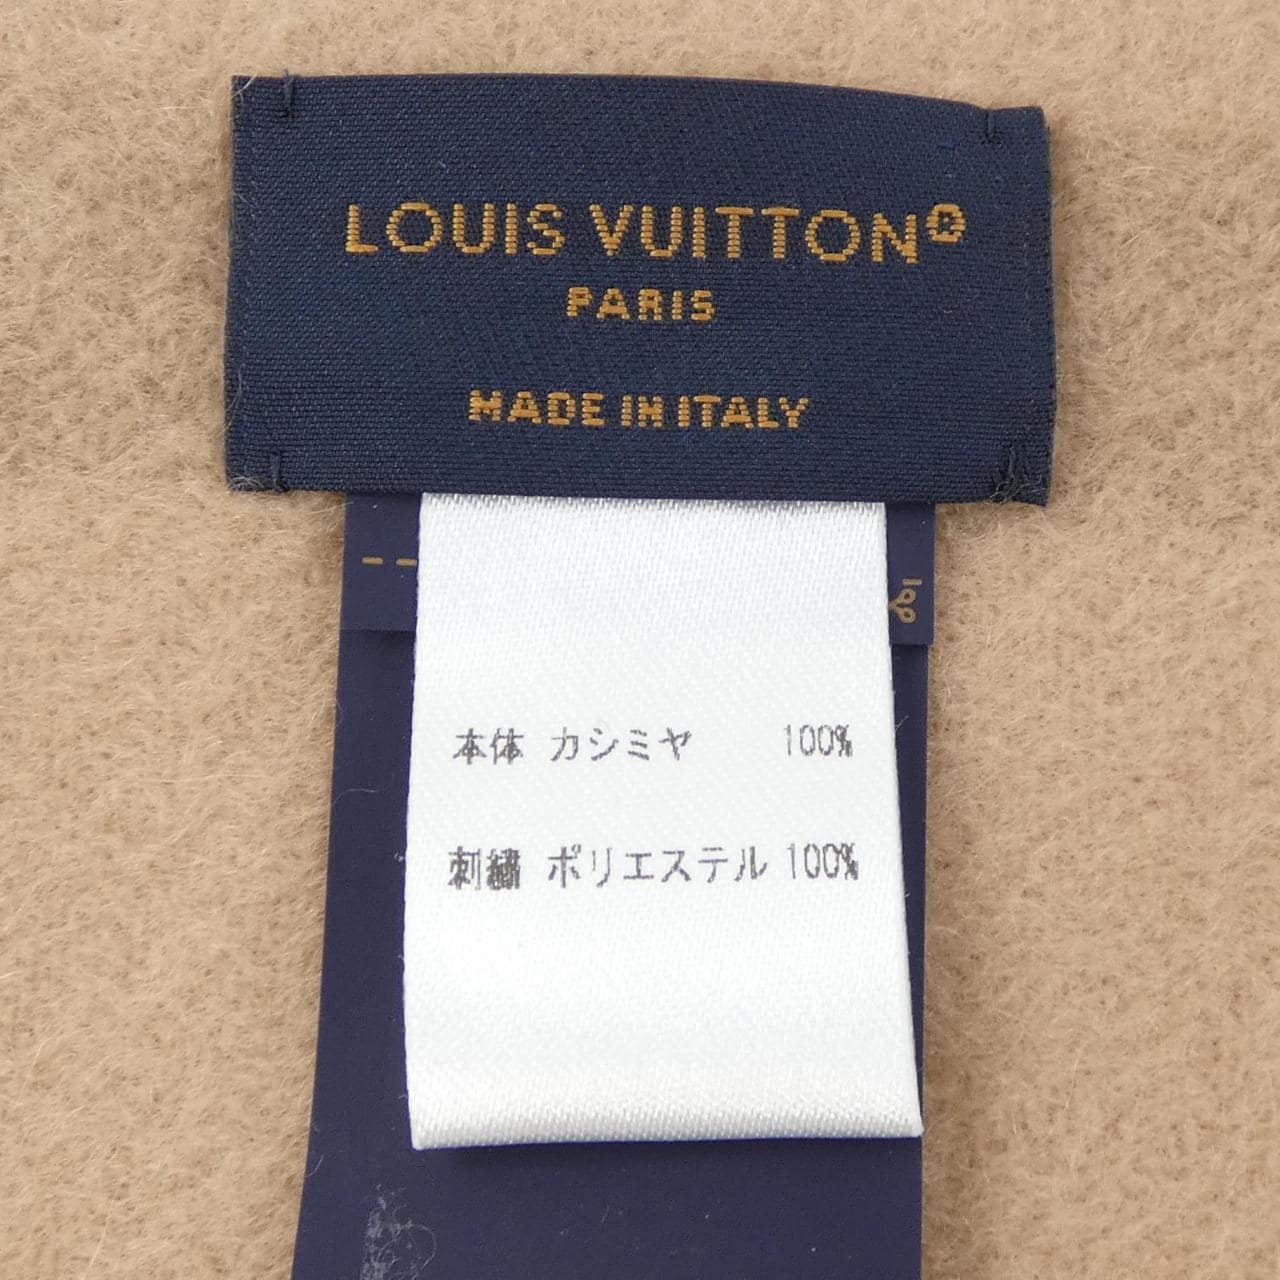 LOUIS VUITTON®
PARIS
MADE IN ITALY
本体 カシミヤ 100%
刺繍 ポリエステル 100%